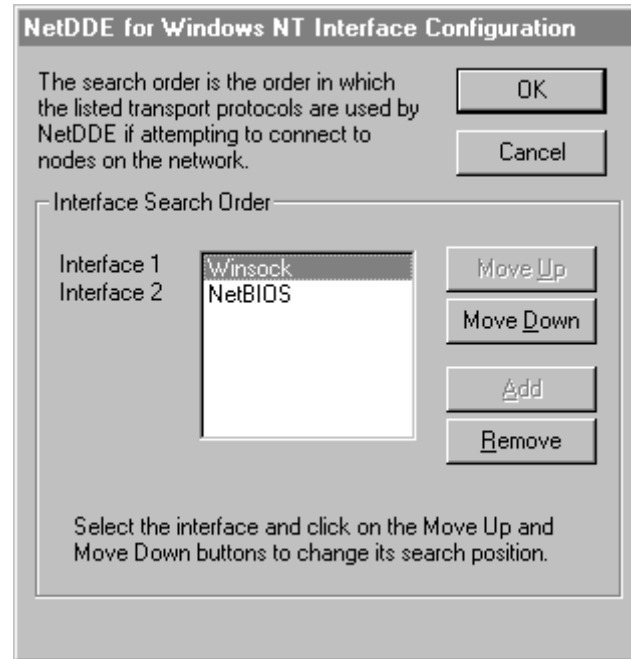 NetDDE for Windows NT Interface Configuration
The search order is the order in which
the listed transport protocols are used by
NetDDE if attempting to connect to
nodes on the network.
OK
Cancel
Interface Search Order
Interface 1
Interface 2
Winsock
NetBIOS
Move Up
Move Down
Add
Remove
Select the interface and click on the Move Up and
Move Down buttons to change its search position.